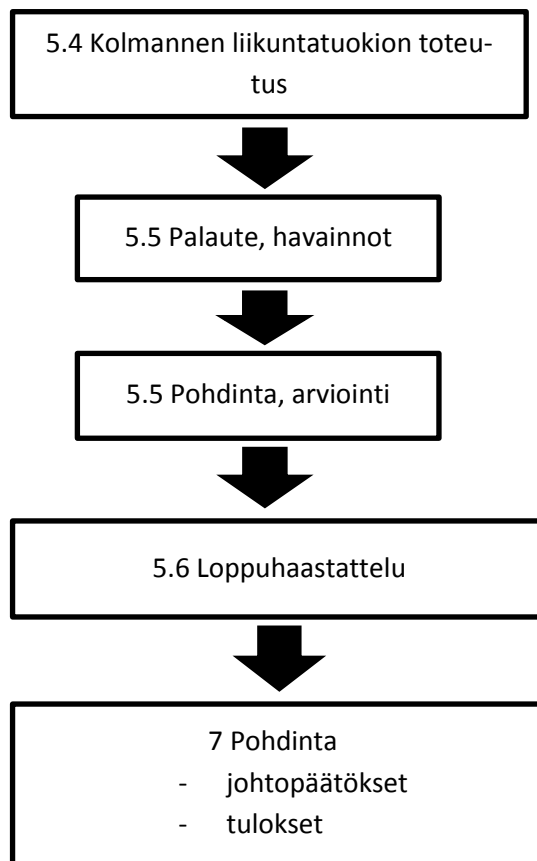 5.4 Kolmannen liikuntatuokion toteu-
tus
5.5 Palaute, havainnot
5.5 Pohdinta, arviointi
5.6 Loppuhaastattelu
7 Pohdinta
- johtopäätökset
- tulokset